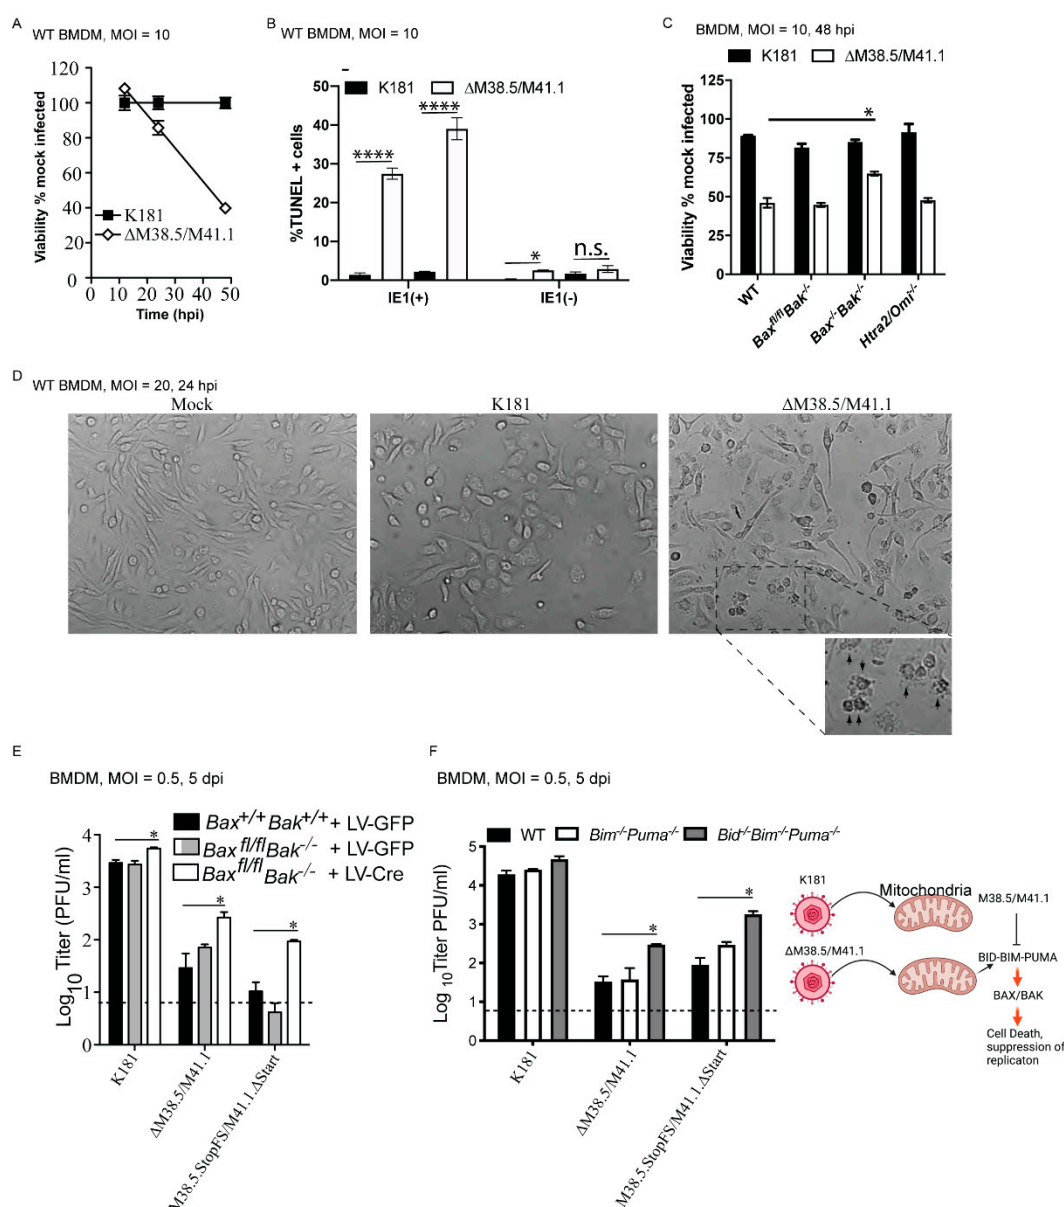 A
WT BMDM, MOI = 10
120
100
80
60
40
20
0
Viability % mock infected
K181
ΔM38.5/M41.1
0 10 20 30 40 50
Time (hpi)
B
WT BMDM, MOI = 10
K181 ΔM38.5/M41.1
50
40
30
20
10
0
%TUNEL + cells
**** **** * n.s.
IE1(+) IE1(-)
C
BMDM, MOI = 10, 48 hpi
K181 ΔM38.5/M41.1
125
100
75
50
25
0
Viability % mock infected
*
WT
Bax^fl/fl Bak^-/-
Bax^-/- Bak^-/-
Htra2/Omi^-/-
D
WT BMDM, MOI = 20, 24 hpi
Mock K181 ΔM38.5/M41.1
E
BMDM, MOI = 0.5, 5 dpi
Bax^+/+ Bak^+/+ + LV-GFP
Bax^fl/fl Bak^-/- + LV-GFP
Bax^fl/fl Bak^-/- + LV-Cre
4
3
2
1
0
Log10 Titer (PFU/ml)
* * *
K181
ΔM38.5/M41.1
M38.5.StopFS/M41.1.ΔStart
F
BMDM, MOI = 0.5, 5 dpi
WT Bim^-/-Puma^-/- Bid^-/-Bim^-/-Puma^-/-
5
4
3
2
1
0
Log10 Titer PFU/ml
* *
K181
ΔM38.5/M41.1
M38.5.StopFS/M41.1.ΔStart
K181
Mitochondria
M38.5/M41.1
ΔM38.5/M41.1
BID-BIM-PUMA
BAX/BAK
Cell Death,
suppression of
replicaton